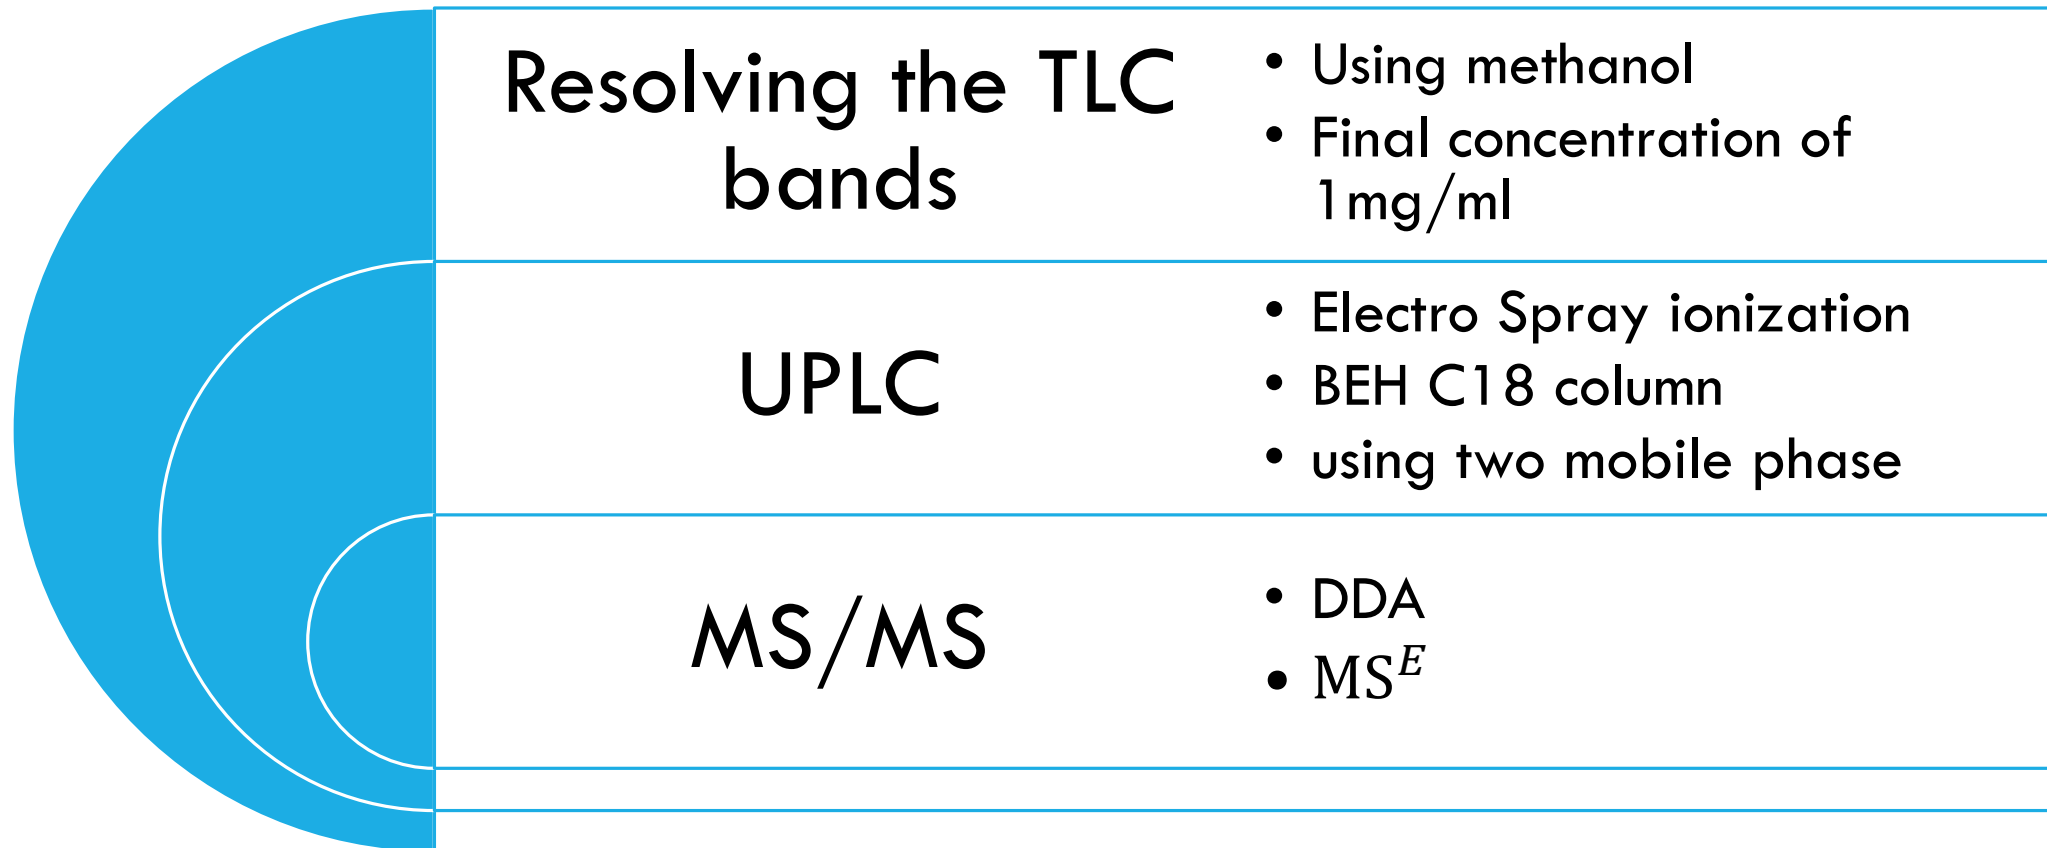 Resolving the TLC
bands
• Using methanol
• Final concentration of
1mg/ml
UPLC
• Electro Spray ionization
• BEH C18 column
• using two mobile phase
MS/MS
• DDA
• MS^E